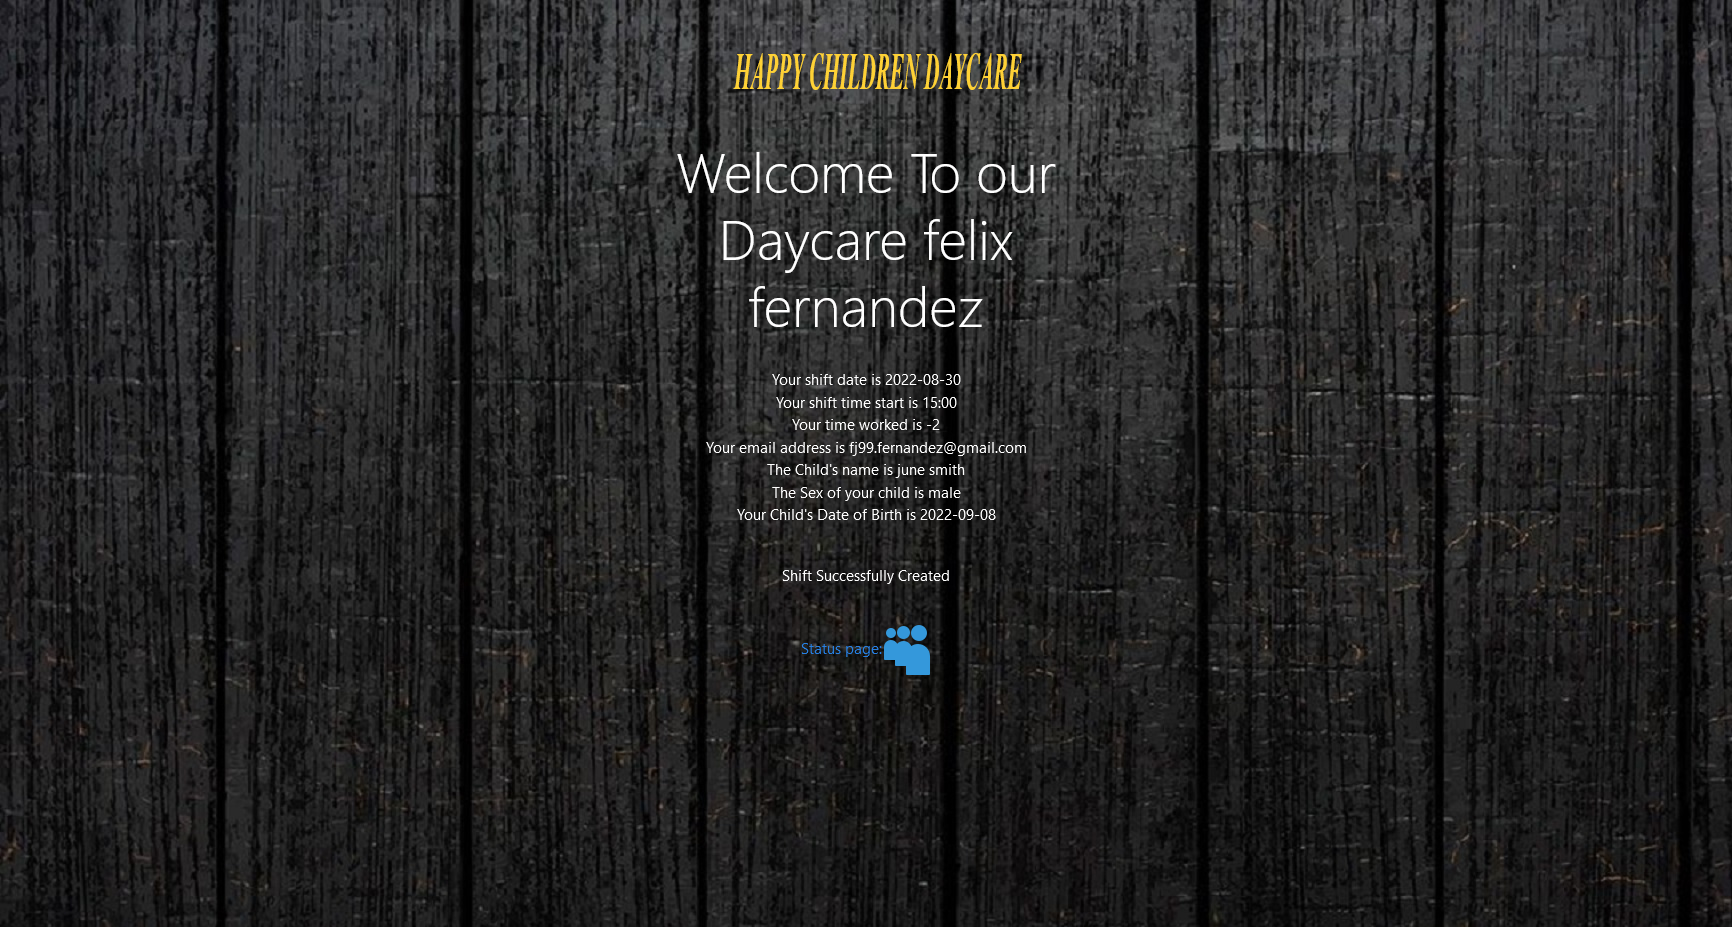 HAPPY CHILDREN DAYCARE
Welcome To our
Daycare felix
fernandez
Your shift date is 2022-08-30
Your shift time start is 15:00
Your time worked is -2
Your email address is fj99.fernandez@gmail.com
The Child's name is june smith
The Sex of your child is male
Your Child's Date of Birth is 2022-09-08
Shift Successfully Created
Status page: